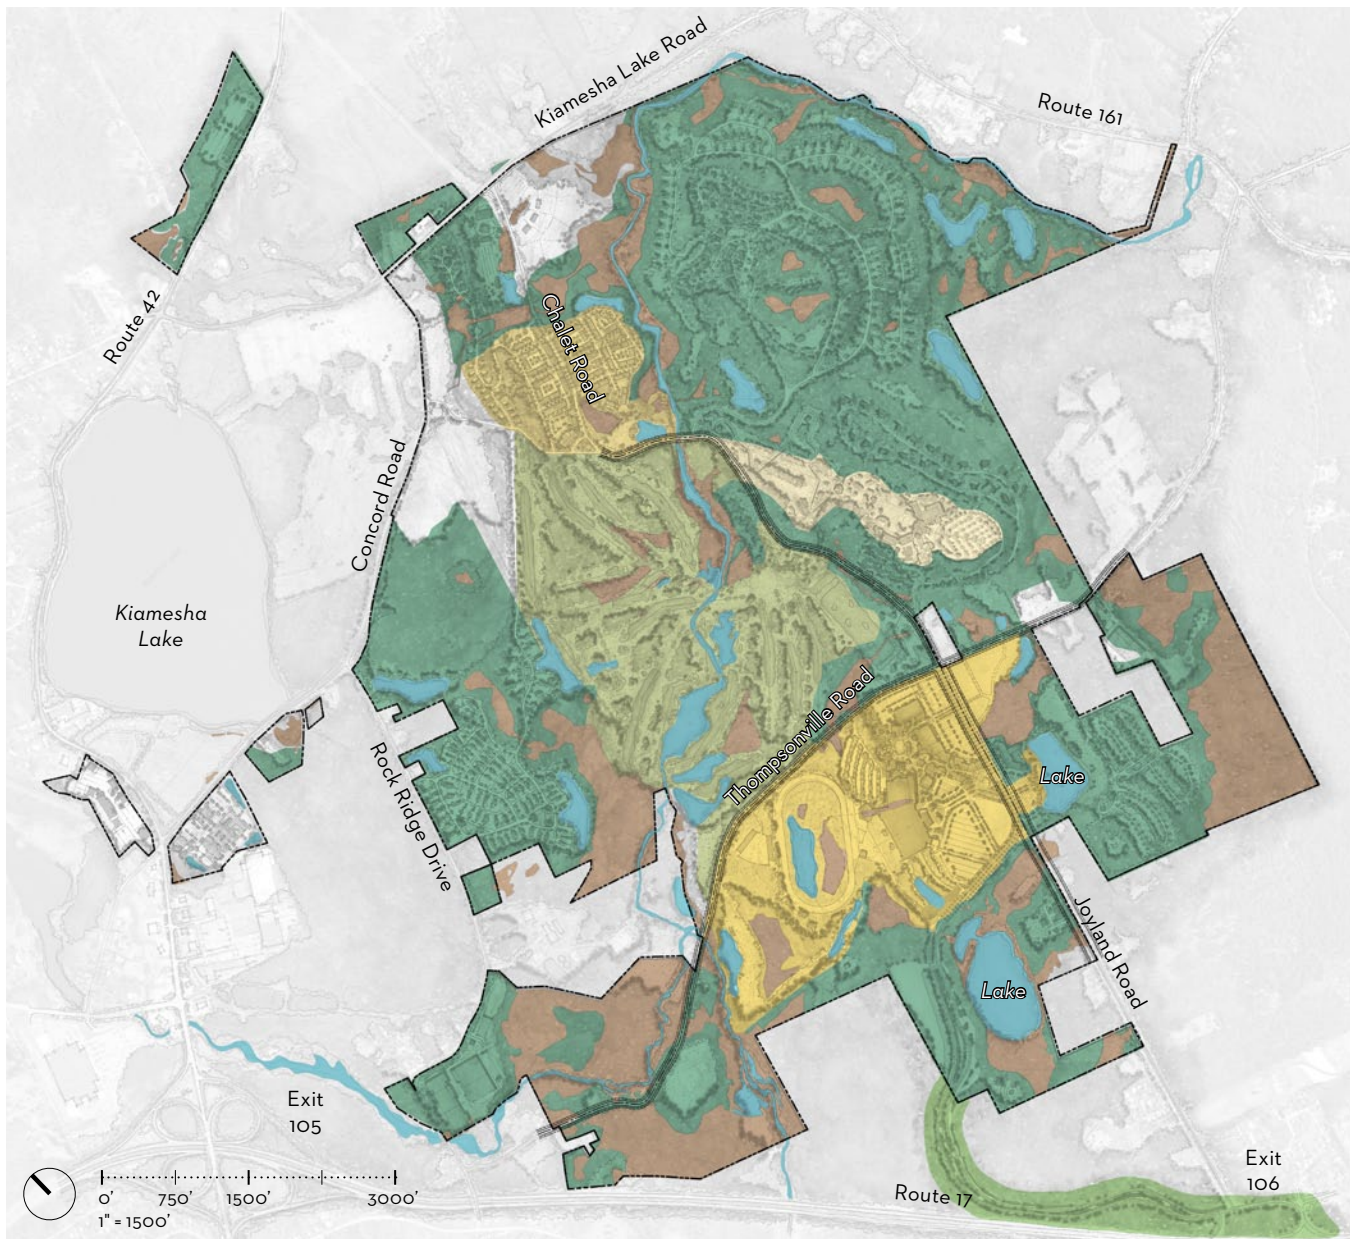 Kiamesha Lake Road
Route 161
Route 42
Chalet Road
Concord Road
Kiamesha
Lake
Thompsonville Road
Rock Ridge Drive
Lake
Joyland Road
Lake
Exit
105
Exit
106
Route 17
0'
750'
1500'
3000'
1" = 1500'